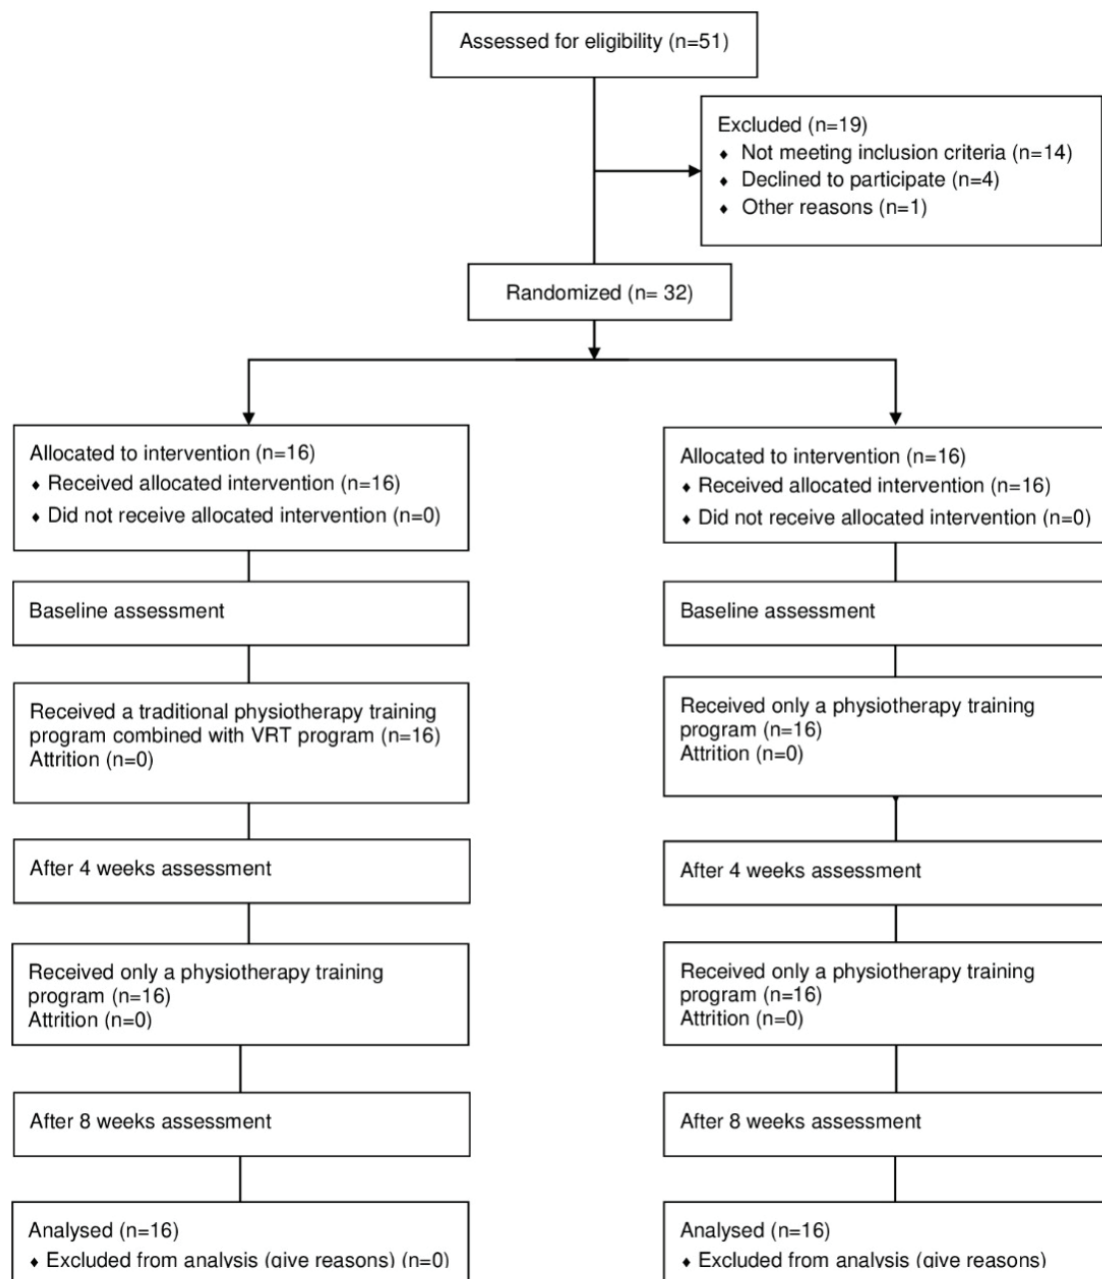 Assessed for eligibility (n=51)
Excluded (n=19)
♦ Not meeting inclusion criteria (n=14)
♦ Declined to participate (n=4)
♦ Other reasons (n=1)
Randomized (n= 32)
Allocated to intervention (n=16)
♦ Received allocated intervention (n=16)
♦ Did not receive allocated intervention (n=0)
Baseline assessment
Received a traditional physiotherapy training
program combined with VRT program (n=16)
Attrition (n=0)
After 4 weeks assessment
Received only a physiotherapy training
program (n=16)
Attrition (n=0)
After 8 weeks assessment
Analysed (n=16)
♦ Excluded from analysis (give reasons) (n=0)
Allocated to intervention (n=16)
♦ Received allocated intervention (n=16)
♦ Did not receive allocated intervention (n=0)
Baseline assessment
Received only a physiotherapy training
program (n=16)
Attrition (n=0)
After 4 weeks assessment
Received only a physiotherapy training
program (n=16)
Attrition (n=0)
After 8 weeks assessment
Analysed (n=16)
♦ Excluded from analysis (give reasons)